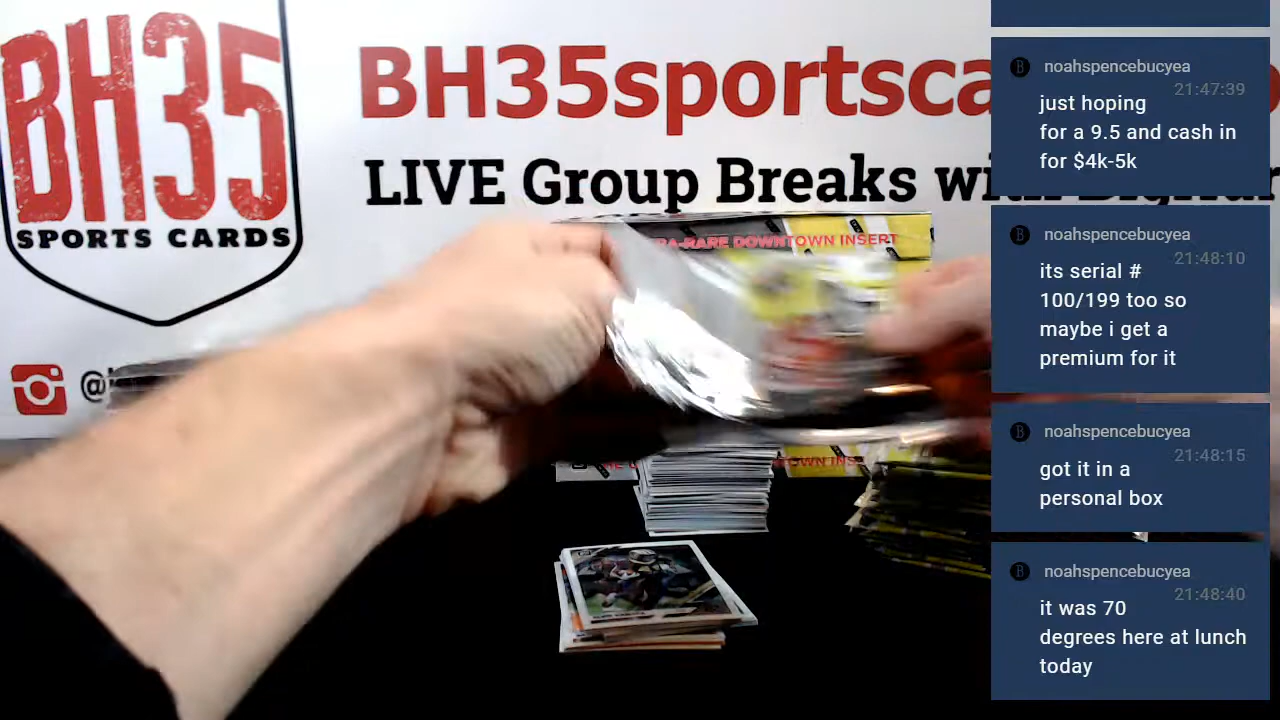 BH35
SPORTS CARDS
BH35sportsca
LIVE Group Breaks wi
@
RA-RARE DOWNTOWN INSERT
noahspencebucyea
21:47:39
just hoping
for a 9.5 and cash in
for $4k-5k
noahspencebucyea
21:48:10
its serial #
100/199 too so
maybe i get a
premium for it
noahspencebucyea
21:48:15
got it in a
personal box
noahspencebucyea
21:48:40
it was 70
degrees here at lunch
today